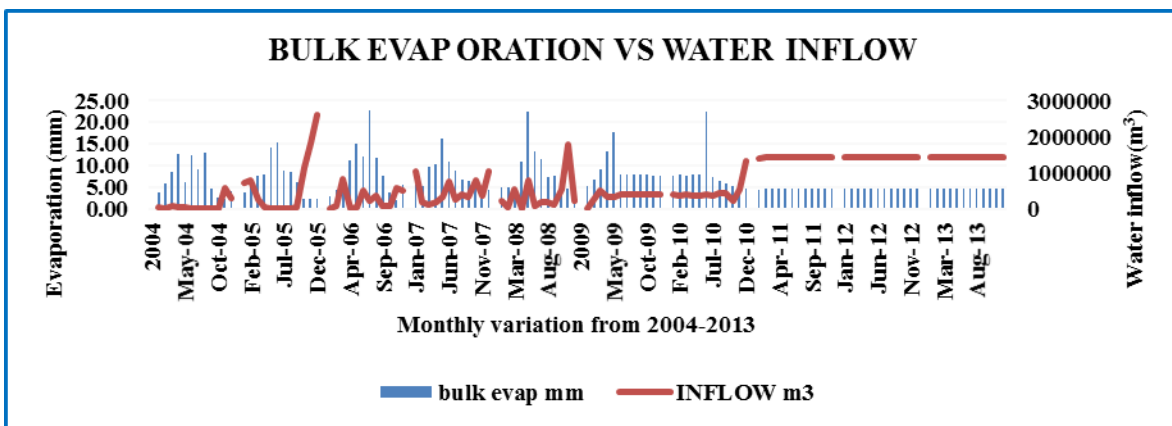 BULK EVAP ORATION VS WATER INFLOW
Evaporation (mm)
25.00
20.00
15.00
10.00
5.00
0.00
3000000
2000000
1000000
0
Water inflow(m³)
2004
May-04
Oct-04
Feb-05
Jul-05
Dec-05
Apr-06
Sep-06
Jan-07
Jun-07
Nov-07
Mar-08
Aug-08
2009
May-09
Oct-09
Feb-10
Jul-10
Dec-10
Apr-11
Sep-11
Jan-12
Jun-12
Nov-12
Mar-13
Aug-13
Monthly variation from 2004-2013
bulk evap mm
INFLOW m3